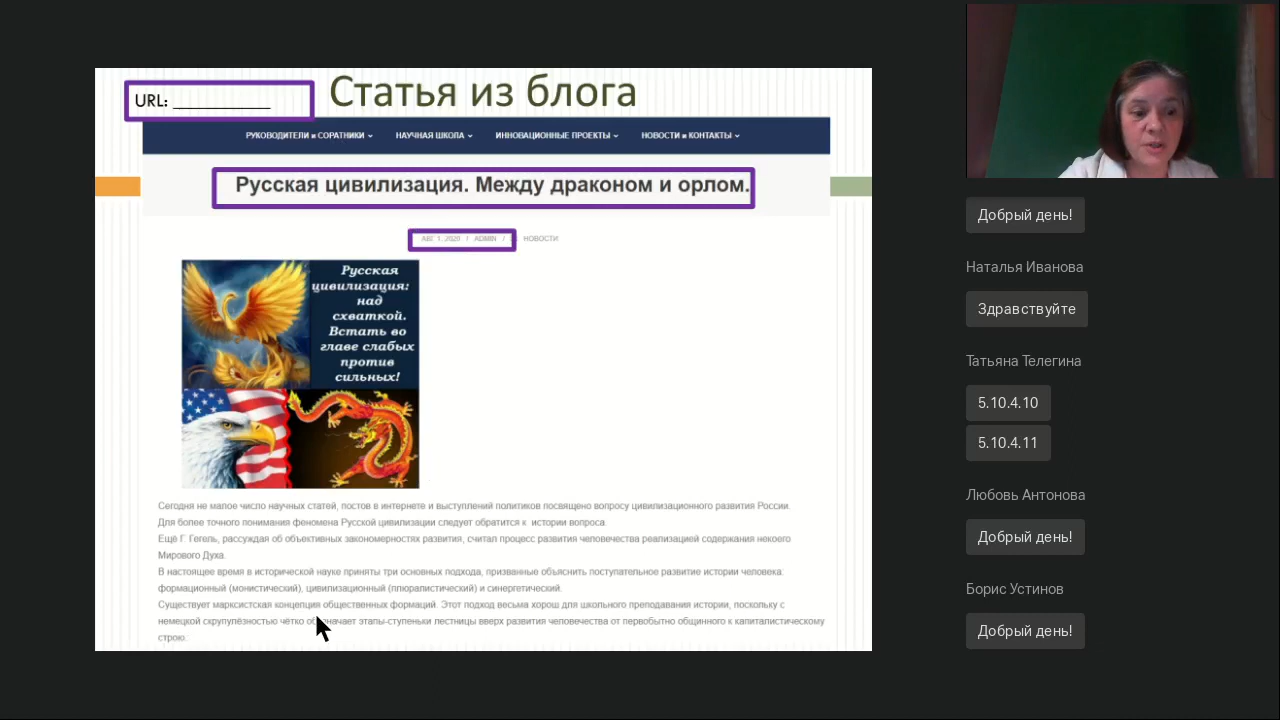 URL: ____________
Статья из блога
РУКОВОДИТЕЛИ и СОРАТНИКИ НАУЧНАЯ ШКОЛА ИННОВАЦИОННЫЕ ПРОЕКТЫ НОВОСТИ и КОНТАКТЫ
Русская цивилизация. Между драконом и орлом.
АВГ 1, 2020 / ADMIN / НОВОСТИ
Русская
цивилизация:
над
схваткой.
Встать во
главе слабых
против
сильных!
Сегодня не малое число научных статей, постов в интернете и выступлений политиков посвящено вопросу цивилизационного развития России.
Для более точного понимания феномена Русской цивилизации следует обратится к истории вопроса.
Ещё Г. Гегель, рассуждая об объективных закономерностях развития, считал процесс развития человечества реализацией содержания некоего
Мирового Духа.
В настоящее время в исторической науке приняты три основных подхода, призванные объяснить поступательное развитие истории человека:
формационный (монистический), цивилизационный (плюралистический) и синергетический.
Существует марксистская концепция общественных формаций. Этот подход весьма хорош для школьного преподавания истории, поскольку с
немецкой скрупулёзностью чётко обозначает этапы-ступеньки лестницы вверх развития человечества от первобытно общинного к капиталистическому
строю.
Добрый день!
Наталья Иванова
Здравствуйте
Татьяна Телегина
5.10.4.10
5.10.4.11
Любовь Антонова
Добрый день!
Борис Устинов
Добрый день!